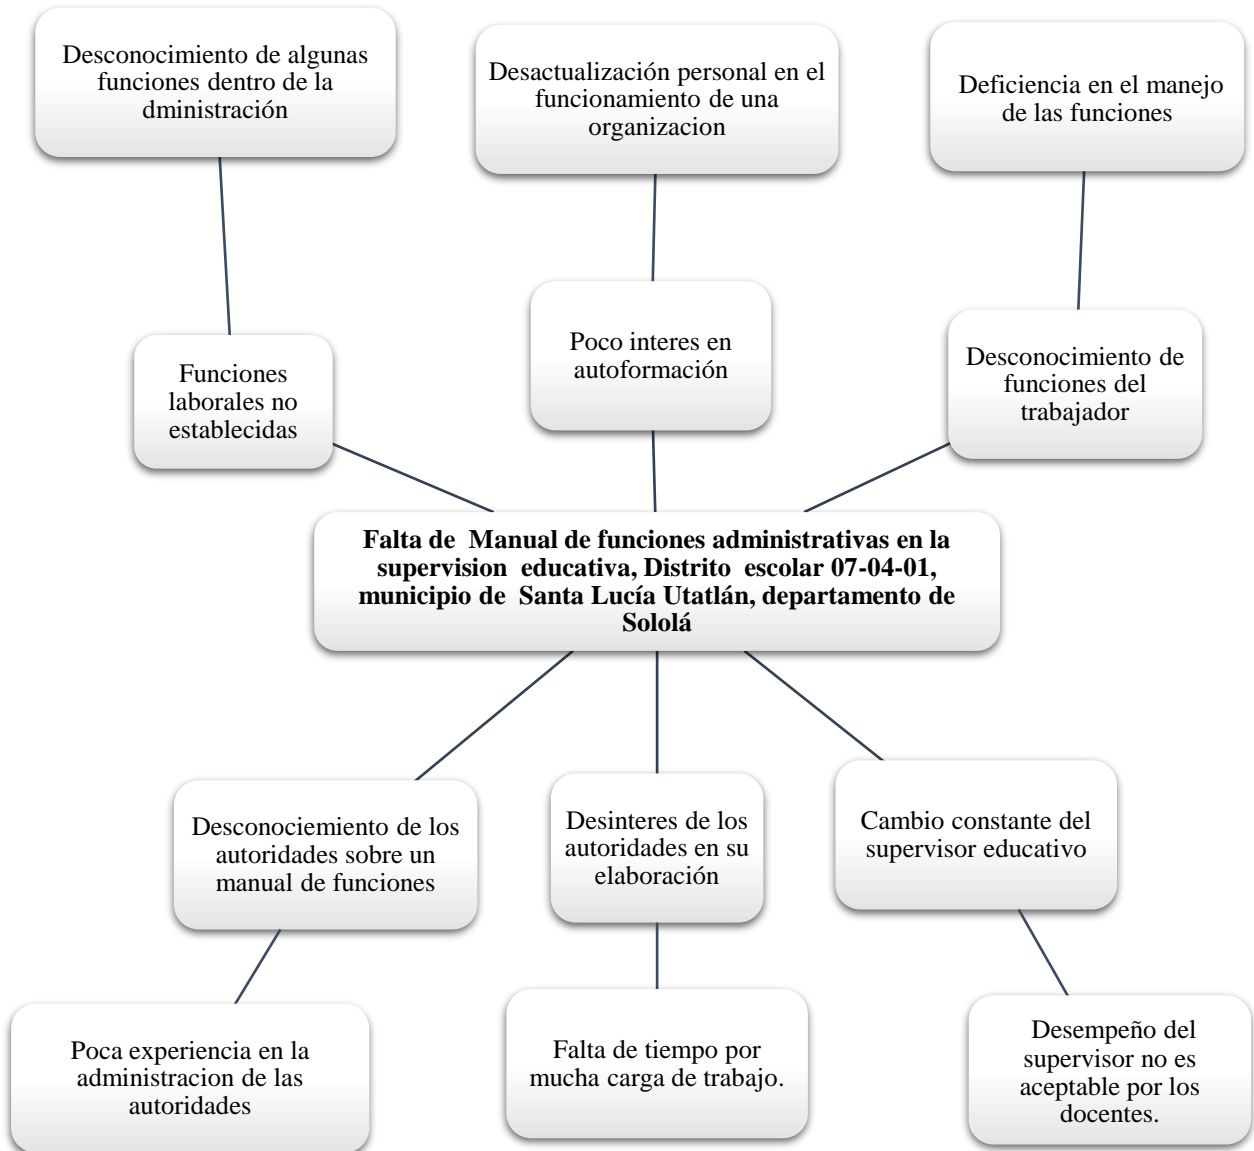 Desconocimiento de algunas
funciones dentro de la
dministración
Desactualización personal en el
funcionamiento de una
organizacion
Deficiencia en el manejo
de las funciones
Funciones
laborales no
establecidas
Poco interes en
autoformación
Desconocimiento de
funciones del
trabajador
Falta de Manual de funciones administrativas en la
supervision educativa, Distrito escolar 07-04-01,
municipio de Santa Lucía Utatlán, departamento de
Sololá
Desconociemiento de los
autoridades sobre un
manual de funciones
Desinteres de los
autoridades en su
elaboración
Cambio constante del
supervisor educativo
Poca experiencia en la
administracion de las
autoridades
Falta de tiempo por
mucha carga de trabajo.
Desempeño del
supervisor no es
aceptable por los
docentes.